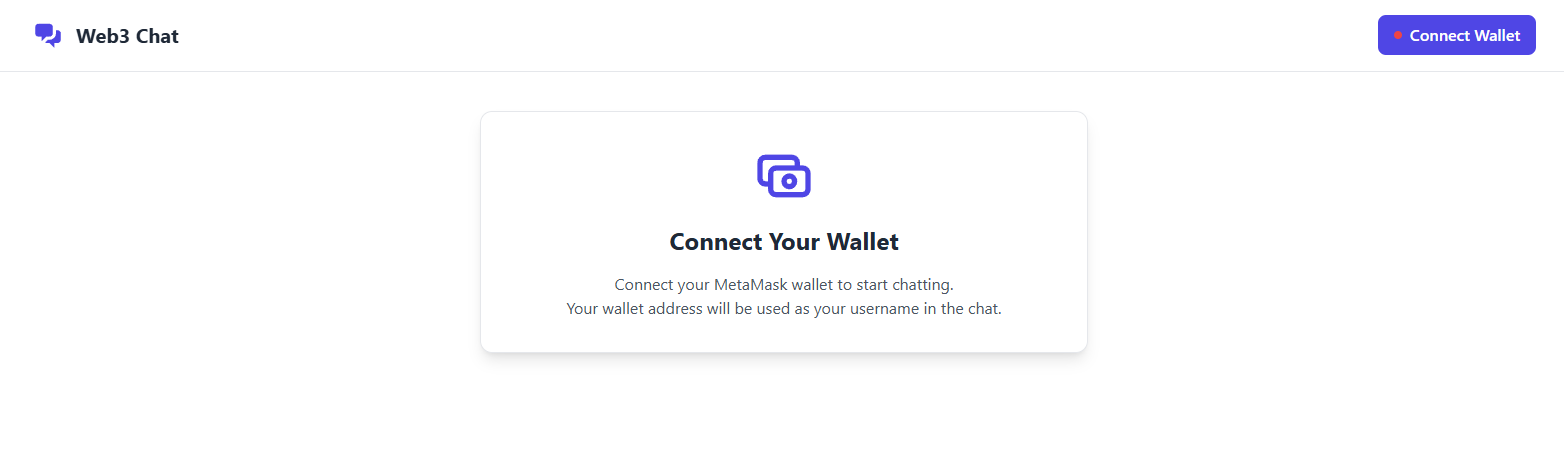 Web3 Chat
Connect Wallet
Connect Your Wallet
Connect your MetaMask wallet to start chatting.
Your wallet address will be used as your username in the chat.